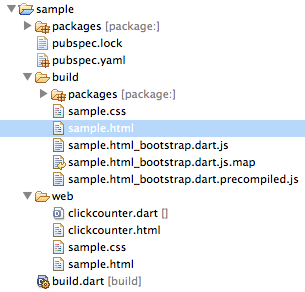 sample
packages [package:]
pubspec.lock
pubspec.yaml
build
packages [package:]
sample.css
sample.html
sample.html_bootstrap.dart.js
sample.html_bootstrap.dart.js.map
sample.html_bootstrap.dart.precompiled.js
web
clickcounter.dart []
clickcounter.html
sample.css
sample.html
build.dart [build]